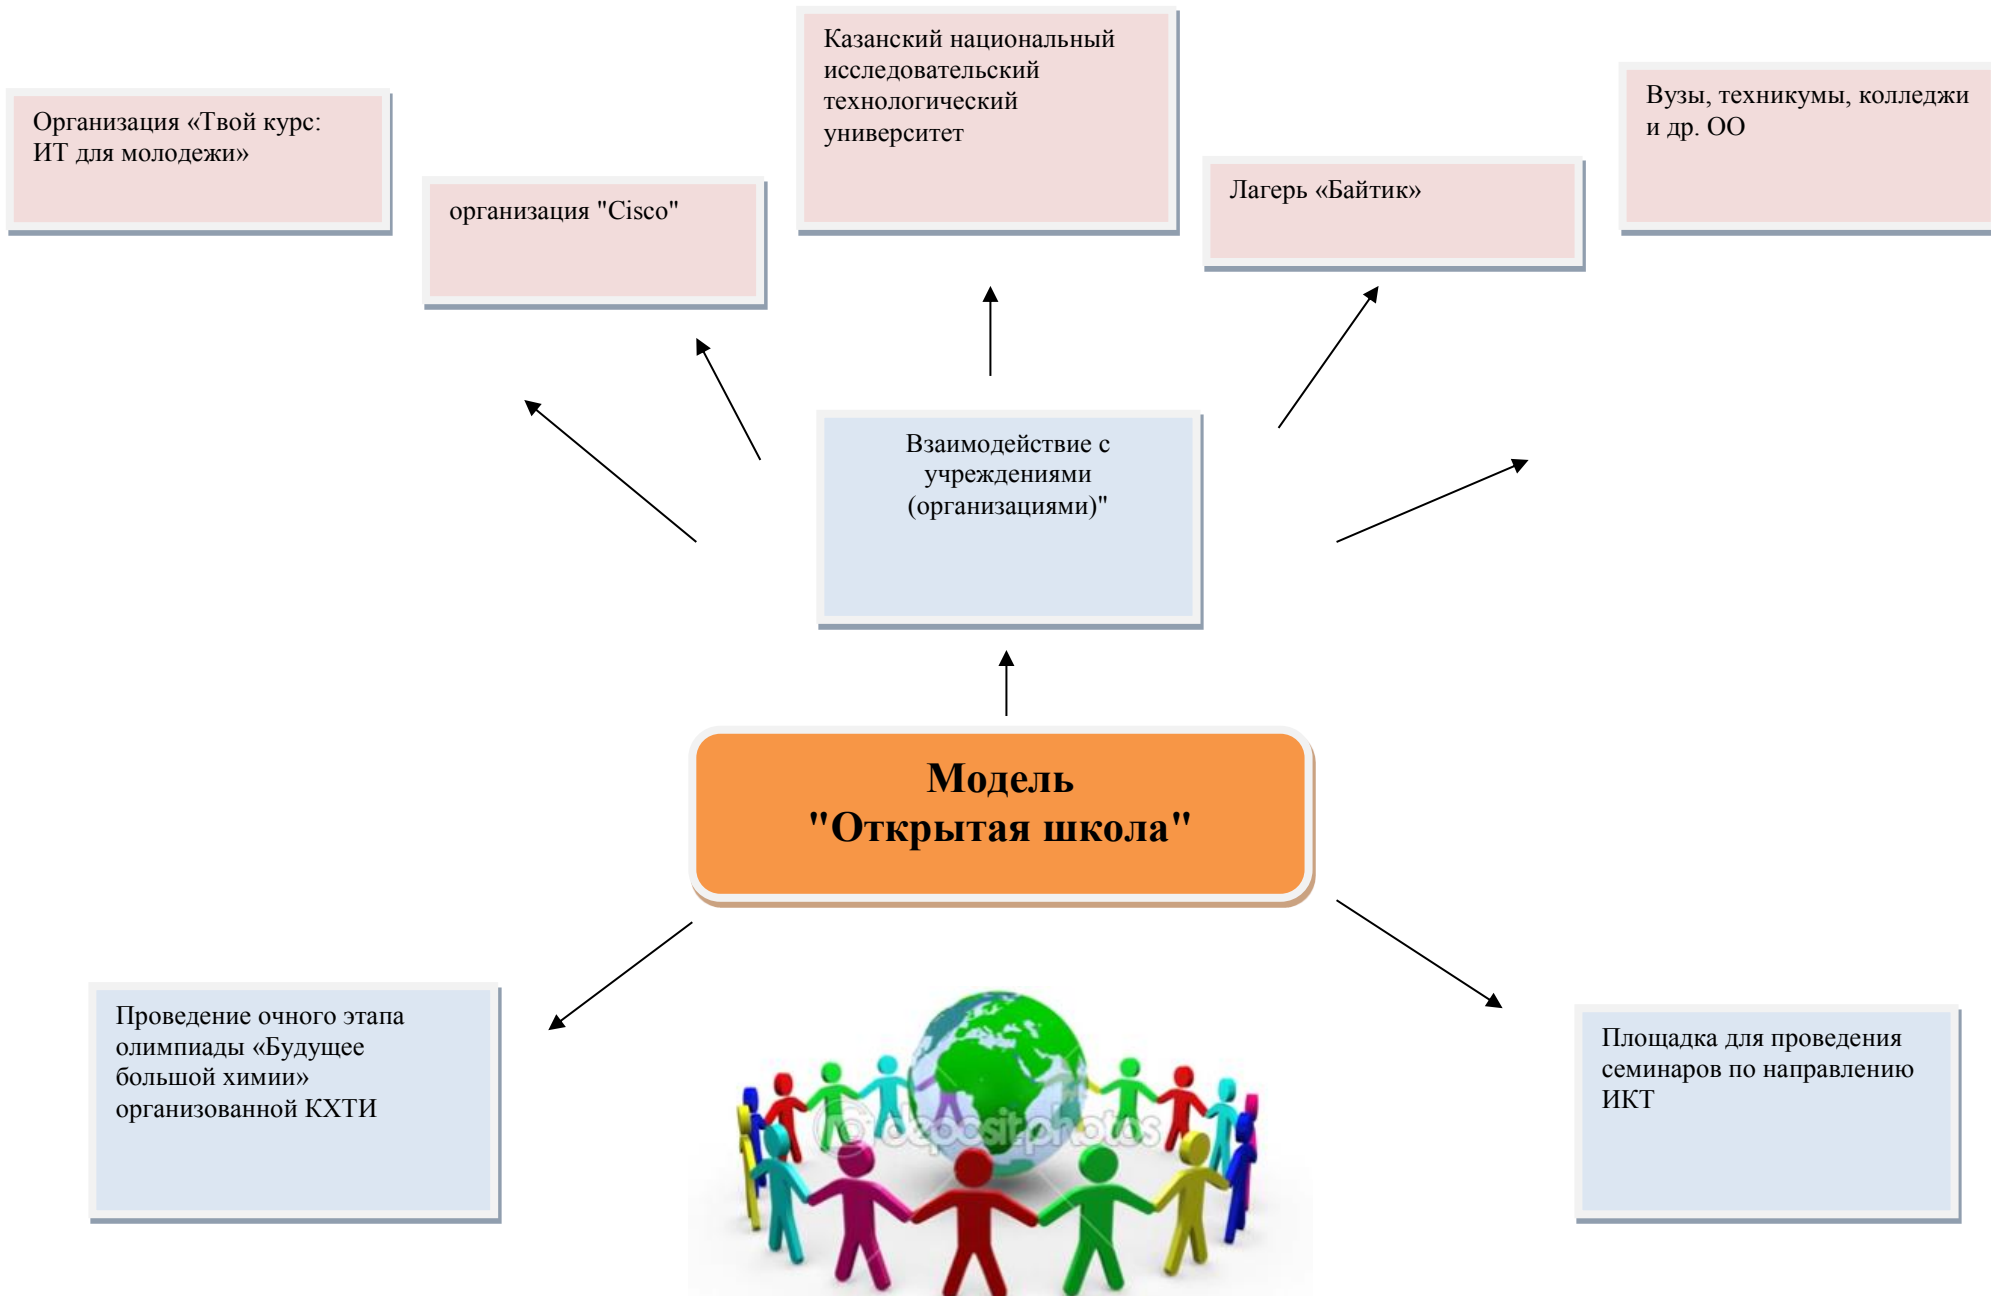 Казанский национальный
исследовательский
технологический
университет
Организация «Твой курс:
ИТ для молодежи»
Вузы, техникумы, колледжи
и др. ОО
организация "Cisco"
Лагерь «Байтик»
Взаимодействие с
учреждениями
(организациями)"
Модель
"Открытая школа"
Проведение очного этапа
олимпиады «Будущее
большой химии»
организованной КХТИ
Площадка для проведения
семинаров по направлению
ИКТ
depositphotos